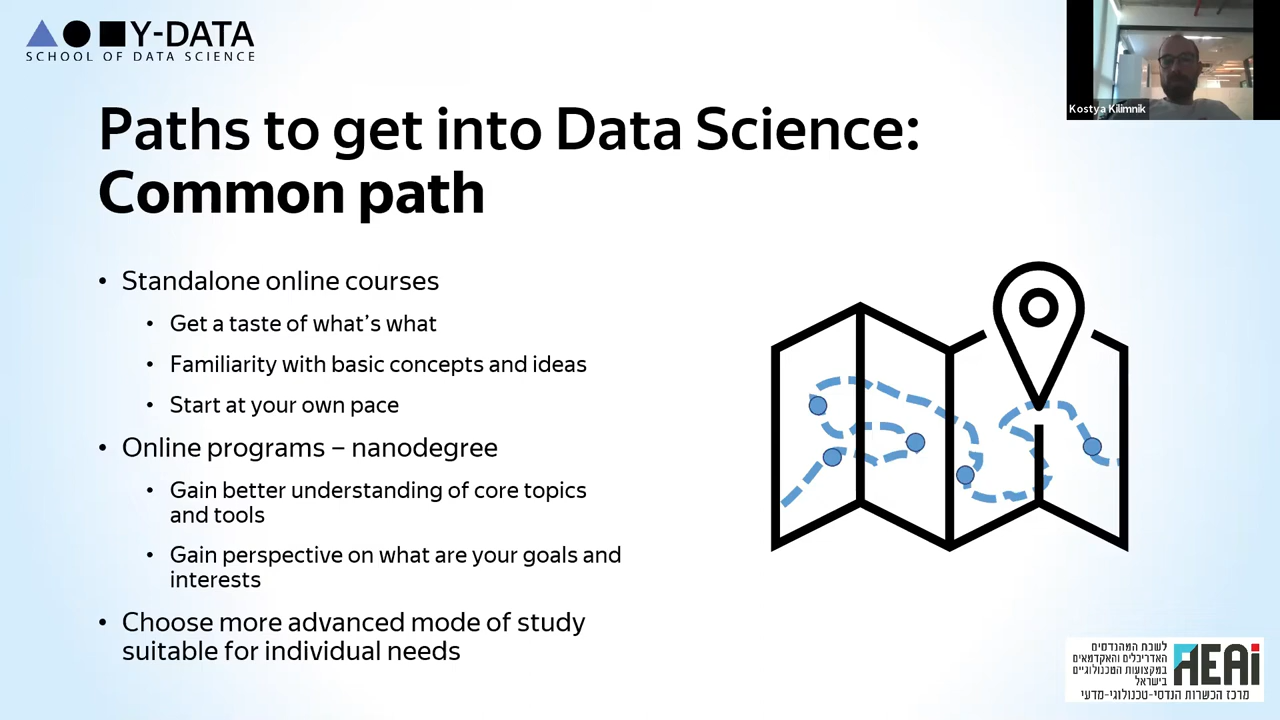 Y-DATA
SCHOOL OF DATA SCIENCE
Kostya Kilimnik
Paths to get into Data Science:
Common path
• Standalone online courses
• Get a taste of what’s what
• Familiarity with basic concepts and ideas
• Start at your own pace
• Online programs – nanodegree
• Gain better understanding of core topics
and tools
• Gain perspective on what are your goals and
interests
• Choose more advanced mode of study
suitable for individual needs
לשכת המהנדסים
האדריכלים והאקדמאים
במקצועות הטכנולוגיים
בישראל
AEAI
מרכז הכשרות הנדסי-טכנולוגי-מדעי